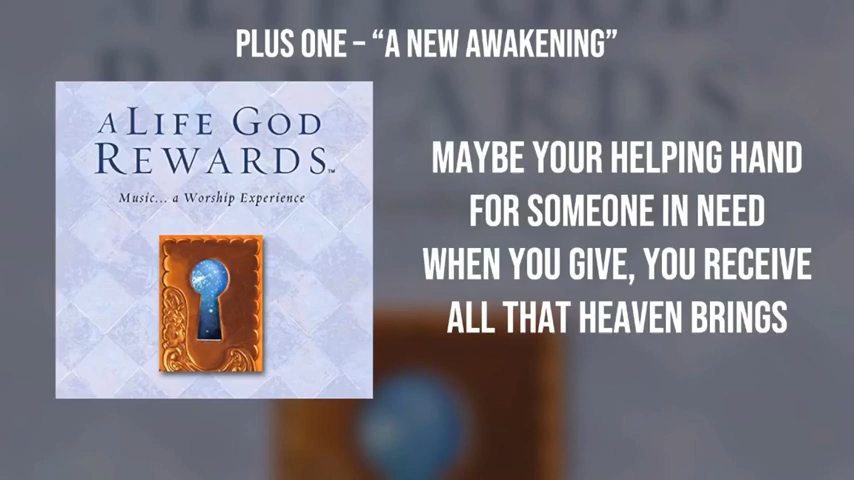 PLUS ONE – “A NEW AWAKENING”
A LIFE GOD
REWARDS™
Music... a Worship Experience
MAYBE YOUR HELPING HAND
FOR SOMEONE IN NEED
WHEN YOU GIVE, YOU RECEIVE
ALL THAT HEAVEN BRINGS